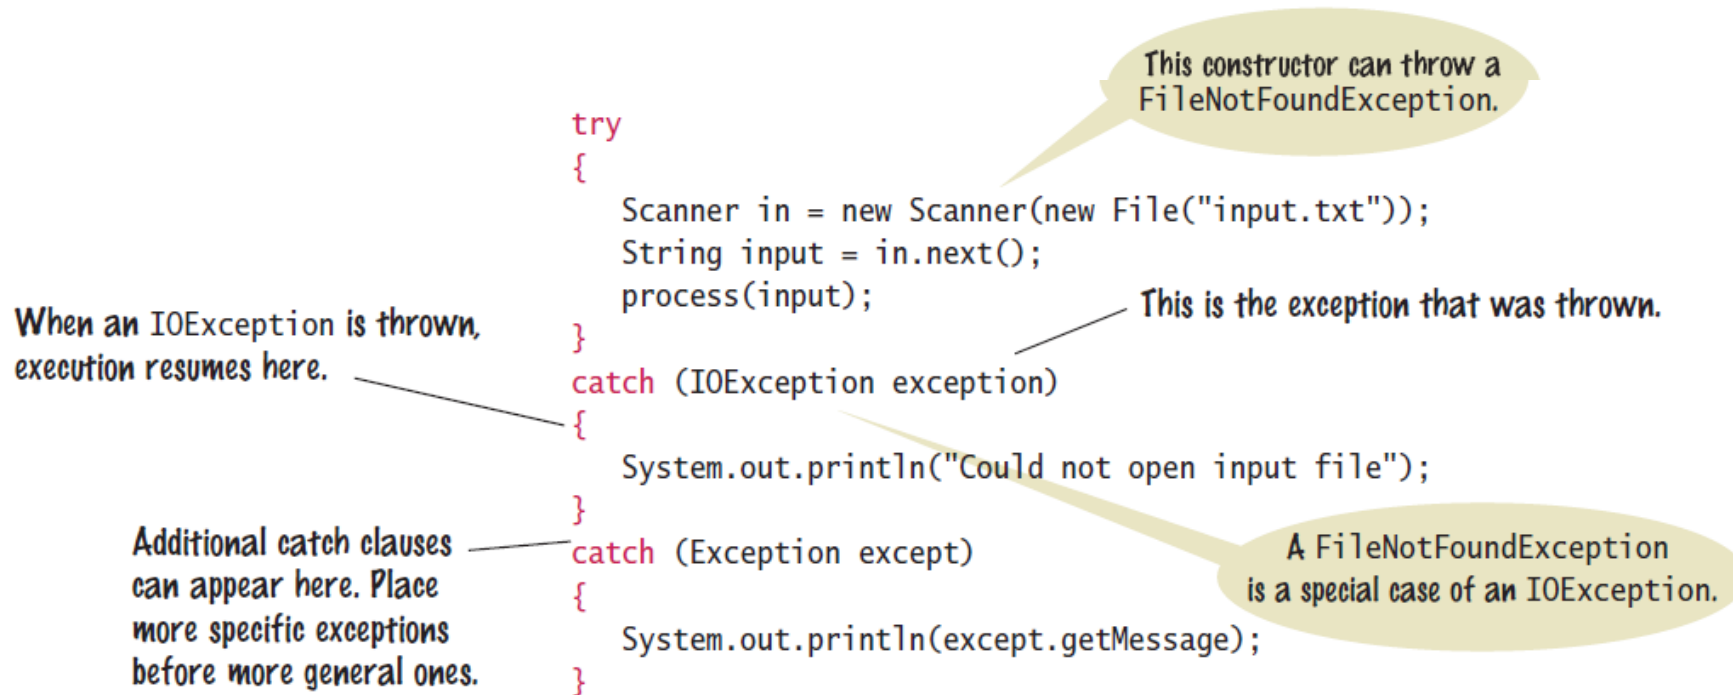 This constructor can throw a
FileNotFoundException.
try
{
Scanner in = new Scanner(new File("input.txt"));
String input = in.next();
process(input);
}
This is the exception that was thrown.
When an IOException is thrown,
execution resumes here.
catch (IOException exception)
{
System.out.println("Could not open input file");
}
A FileNotFoundException
is a special case of an IOException.
Additional catch clauses
can appear here. Place
more specific exceptions
before more general ones.
catch (Exception except)
{
System.out.println(except.getMessage);
}